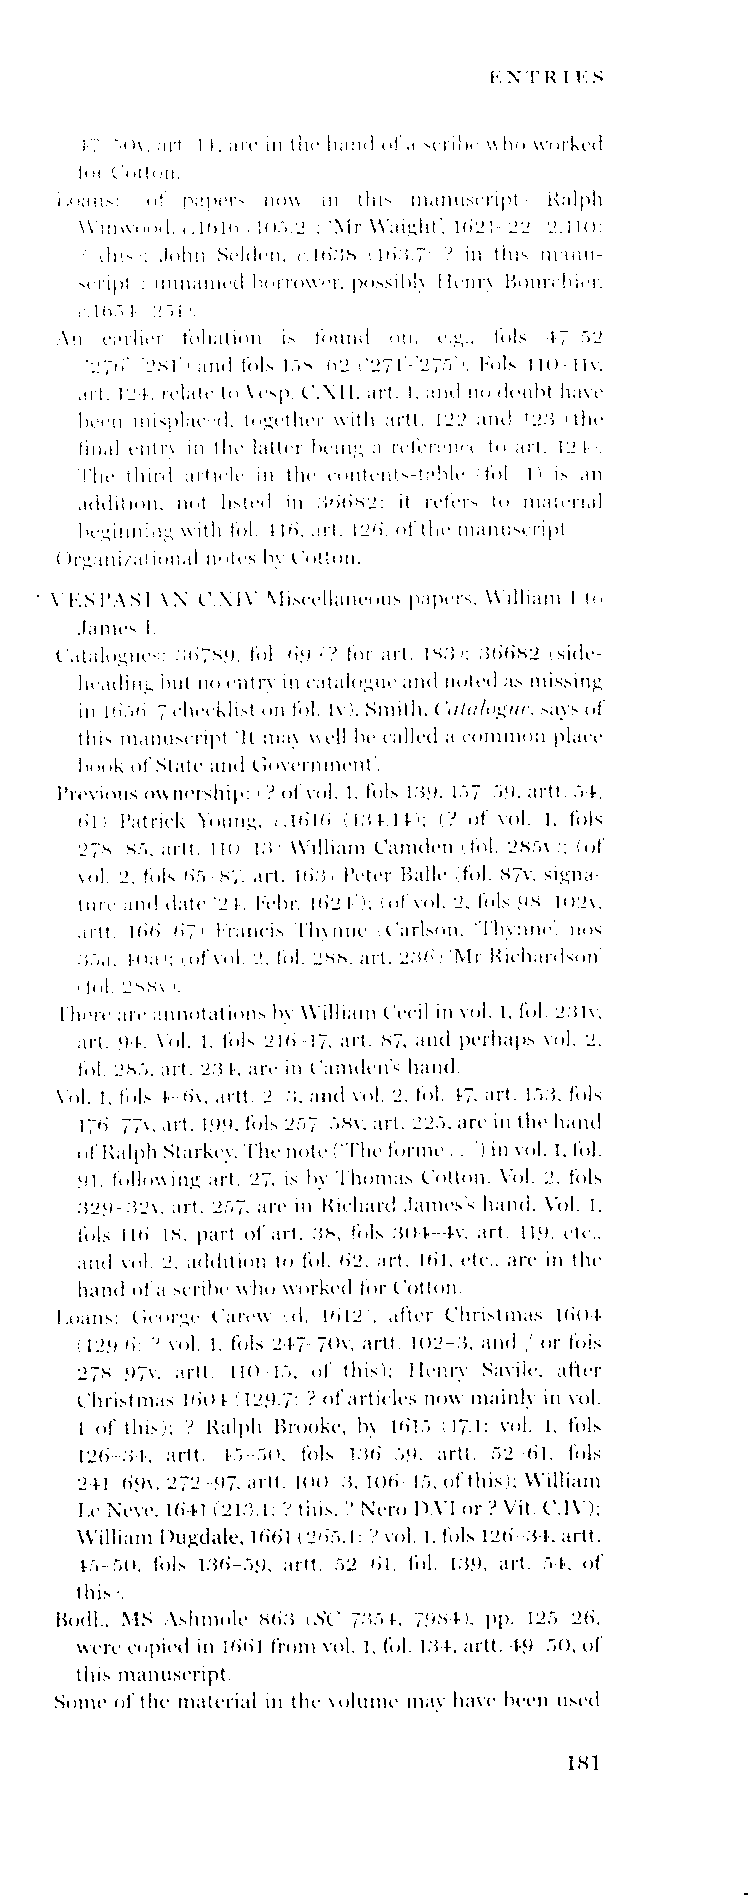 ENTRIES
47–50v, art. 14, are in the hand of a scribe who worked
for Cotton.
Loans: (of papers now in this manuscript) Ralph
Winwood, c.1616 (105.2); 'Mr Waight', 1621–22 (2.110:
? this); John Selden, c.1638 (163.7: ? in this manu-
script); unnamed borrower, possibly Henry Bourchier,
c.1654 (251).
An earlier foliation is found on, e.g., fols 47–52
('276'–'281') and fols 158–62 ('271'–'275'). Fols 110–11v,
art. 124, relate to Vesp. C.XII, art. 1, and no doubt have
been misplaced, together with artt. 122 and 123 (the
final entry in the latter being a reference to art. 124).
The third article in the contents-table (fol. 1) is an
addition, not listed in 36682: it refers to material
beginning with fol. 116, art. 126, of the manuscript.
Organizational notes by Cotton.
VESPASIAN C.XIV Miscellaneous papers, William I to
James I.
Catalogues: 36789, fol. 69 (? for art. 183); 36682 (side-
heading but no entry in catalogue and noted as missing
in 1656–7 checklist on fol. 1v). Smith, Catalogue, says of
this manuscript 'It may well be called a common place
book of State and Government'.
Previous ownership: (? of vol. 1, fols 139, 157–59, artt. 54,
61) Patrick Young, c.1616 (134.14); (? of vol. 1, fols
278–85, artt. 110–13) William Camden (fol. 285v); (of
vol. 2, fols 65–87, art. 163) Peter Balle (fol. 87v, signa-
ture and date '24. Febr. 1624'); (of vol. 2, fols 98–102v,
artt. 166–67) Francis Thynne (Carlson, 'Thynne', nos
35a, 40a); (of vol. 2, fol. 288, art. 236) 'Mr Richardson'
(fol. 288v).
There are annotations by William Cecil in vol. 1, fol. 231v,
art. 94. Vol. 1, fols 216–17, art. 87, and perhaps vol. 2,
fol. 285, art. 234, are in Camden's hand.
Vol. 1, fols 4–6v, artt. 2–3, and vol. 2, fol. 47, art. 153, fols
176–77v, art. 199, fols 257–58v, art. 225, are in the hand
of Ralph Starkey. The note ('The forme . . .') in vol. 1, fol.
91, following art. 27, is by Thomas Cotton. Vol. 2, fols
329–32v, art. 257, are in Richard James's hand. Vol. 1,
fols 116–18, part of art. 38, fols 304–4v, art. 119, etc.,
and vol. 2, addition to fol. 62, art. 161, etc., are in the
hand of a scribe who worked for Cotton.
Loans: George Carew (d. 1612), after Christmas 1604
(129.6: ? vol. 1, fols 247–70v, artt. 102–3, and / or fols
278–97v, artt. 110–15, of this); Henry Savile, after
Christmas 1604 (129.7: ? of articles now mainly in vol.
1 of this); ? Ralph Brooke, by 1615 (17.1: vol. 1, fols
126–34, artt. 45–50, fols 136–59, artt. 52–61, fols
241–69v, 272–97, artt. 100–3, 106–15, of this); William
Le Neve, 1641 (213.1: ? this, ? Nero D.VI or ? Vit. C.IV);
William Dugdale, 1661 (265.1: ? vol. 1, fols 126–34, artt.
45–50, fols 136–59, artt. 52–61, fol. 139, art. 54, of
this).
Bodl., MS Ashmole 863 (SC 7354, 7984), pp. 125–26,
were copied in 1661 from vol. 1, fol. 134, artt. 49–50, of
this manuscript.
Some of the material in the volume may have been used
181